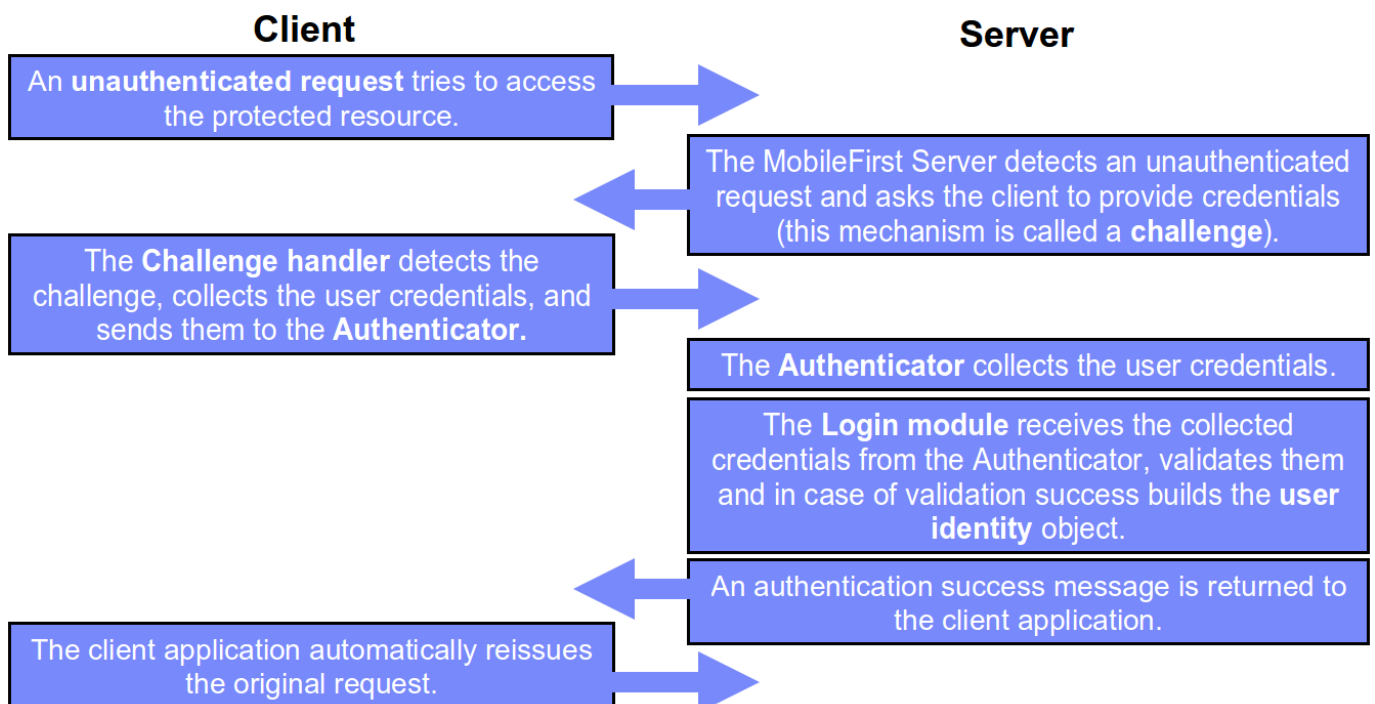 Client
Server
An unauthenticated request tries to access
the protected resource.
The MobileFirst Server detects an unauthenticated
request and asks the client to provide credentials
(this mechanism is called a challenge).
The Challenge handler detects the
challenge, collects the user credentials, and
sends them to the Authenticator.
The Authenticator collects the user credentials.
The Login module receives the collected
credentials from the Authenticator, validates them
and in case of validation success builds the user
identity object.
An authentication success message is returned to
the client application.
The client application automatically reissues
the original request.